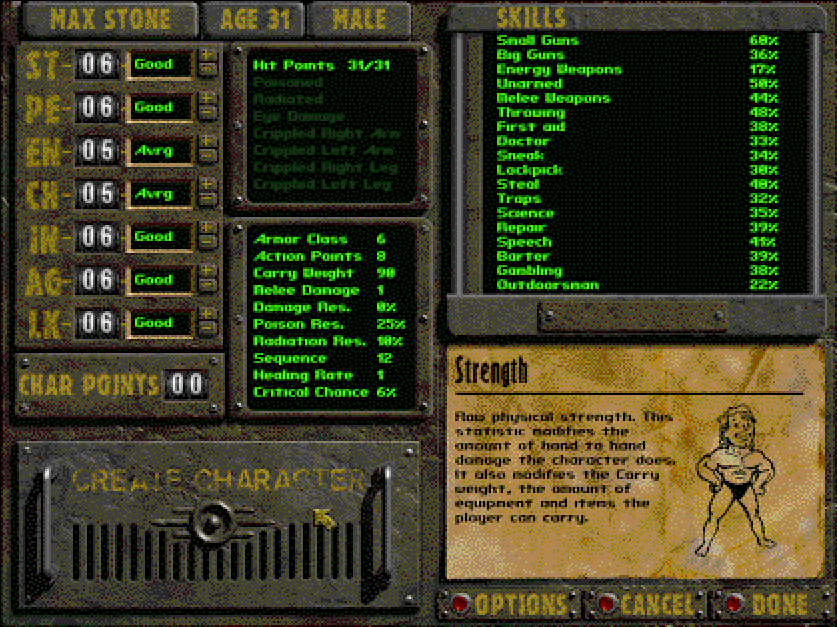 MAX STONE AGE 31 MALE
ST- 06 Good
PE- 06 Good
EN- 05 Avrg
CH- 05 Avrg
IN- 06 Good
AG- 06 Good
LK- 06 Good
CHAR POINTS 00
Hit Points 31/31
Poisoned
Radiated
Eye Damage
Crippled Right Arm
Crippled Left Arm
Crippled Right Leg
Crippled Left Leg
Armor Class 6
Action Points 8
Carry Weight 90
Melee Damage 1
Damage Res. 0%
Poison Res. 25%
Radiation Res. 10%
Sequence 12
Healing Rate 1
Critical Chance 6%
CREATE CHARACTER
SKILLS
Small Guns 60%
Big Guns 36%
Energy Weapons 17%
Unarmed 50%
Melee Weapons 44%
Throwing 48%
First aid 38%
Doctor 33%
Sneak 34%
Lockpick 30%
Steal 40%
Traps 32%
Science 35%
Repair 39%
Speech 41%
Barter 39%
Gambling 38%
Outdoorsman 22%
Strength
Raw physical strength. This
statistic modifies the
amount of hand to hand
damage the character does.
It also modifies the Carry
weight, the amount of
equipment and items the
player can carry.
OPTIONS CANCEL DONE